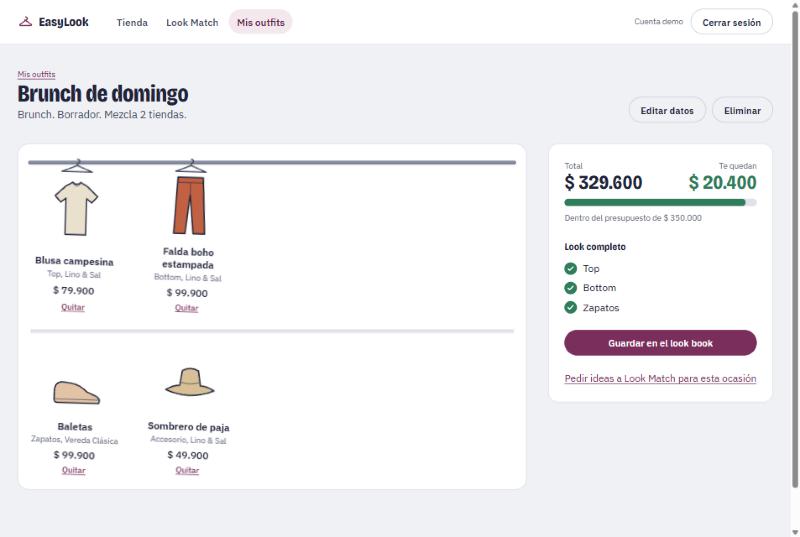 EasyLook
Tienda
Look Match
Mis outfits
Cuenta demo
Cerrar sesión
Mis outfits
Brunch de domingo
Brunch. Borrador. Mezcla 2 tiendas.
Editar datos
Eliminar
Blusa campesina
Top, Lino & Sal
$ 79.900
Quitar
Falda boho
estampada
Bottom, Lino & Sal
$ 99.900
Quitar
Baletas
Zapatos, Vereda Clásica
$ 99.900
Quitar
Sombrero de paja
Accesorio, Lino & Sal
$ 49.900
Quitar
Total
$ 329.600
Te quedan
$ 20.400
Dentro del presupuesto de $ 350.000
Look completo
Top
Bottom
Zapatos
Guardar en el look book
Pedir ideas a Look Match para esta ocasión